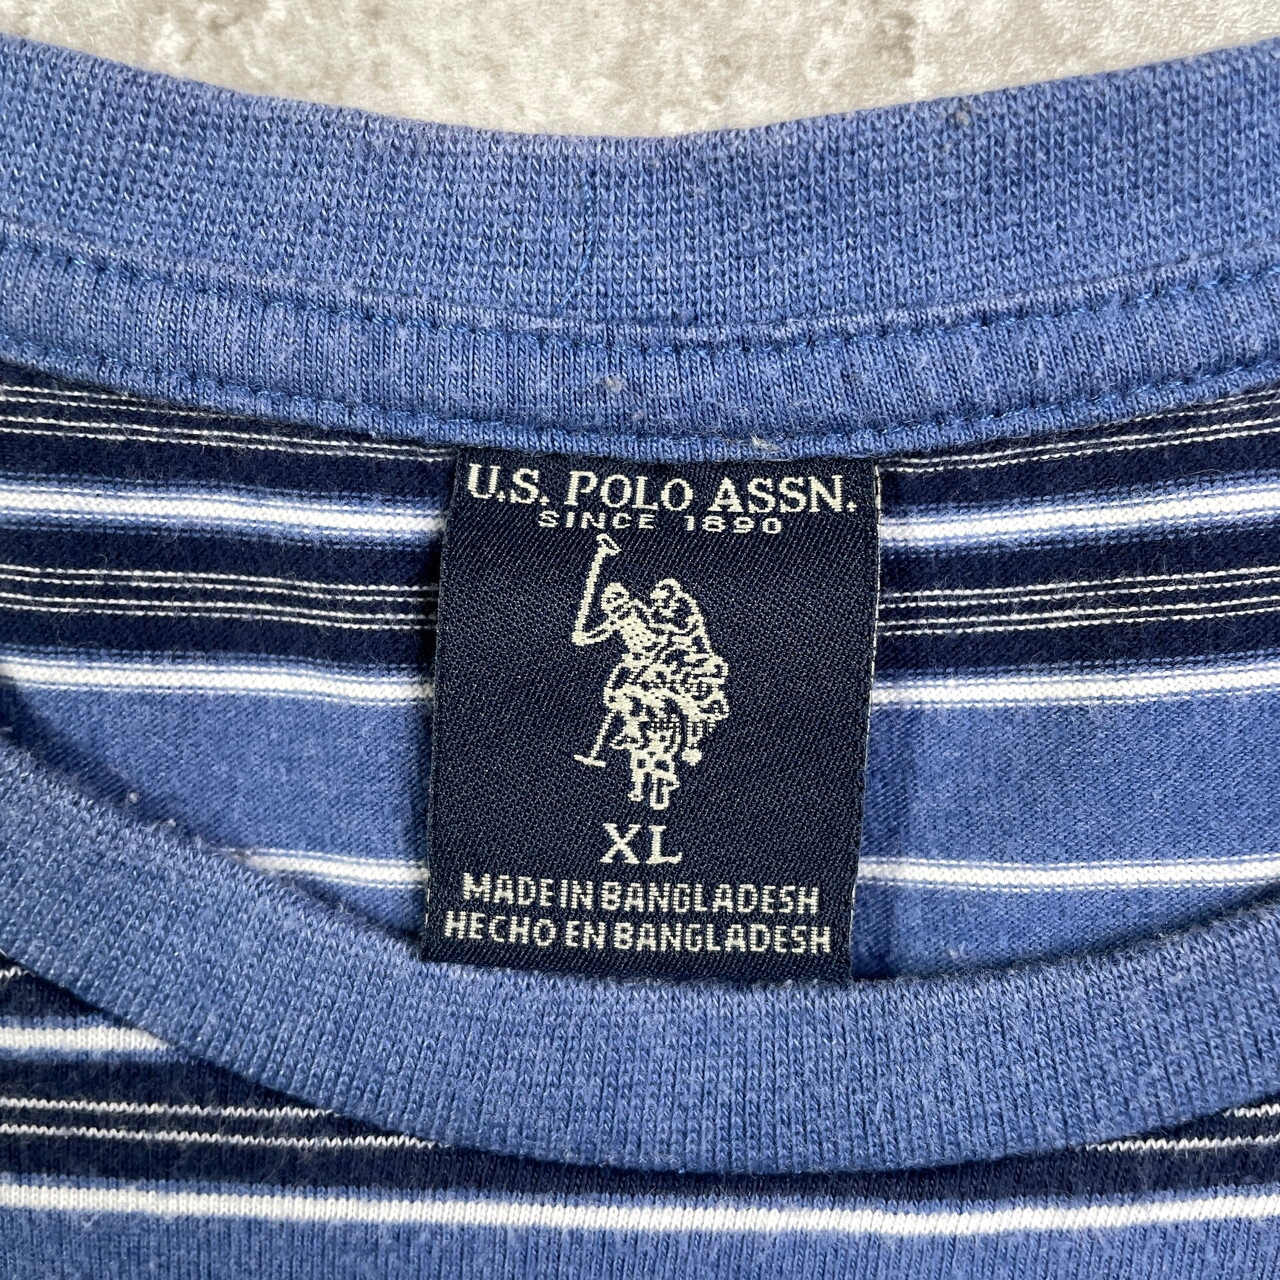 U.S. POLO ASSN.
SINCE 1890
XL
MADE IN BANGLADESH
HECHO EN BANGLADESH